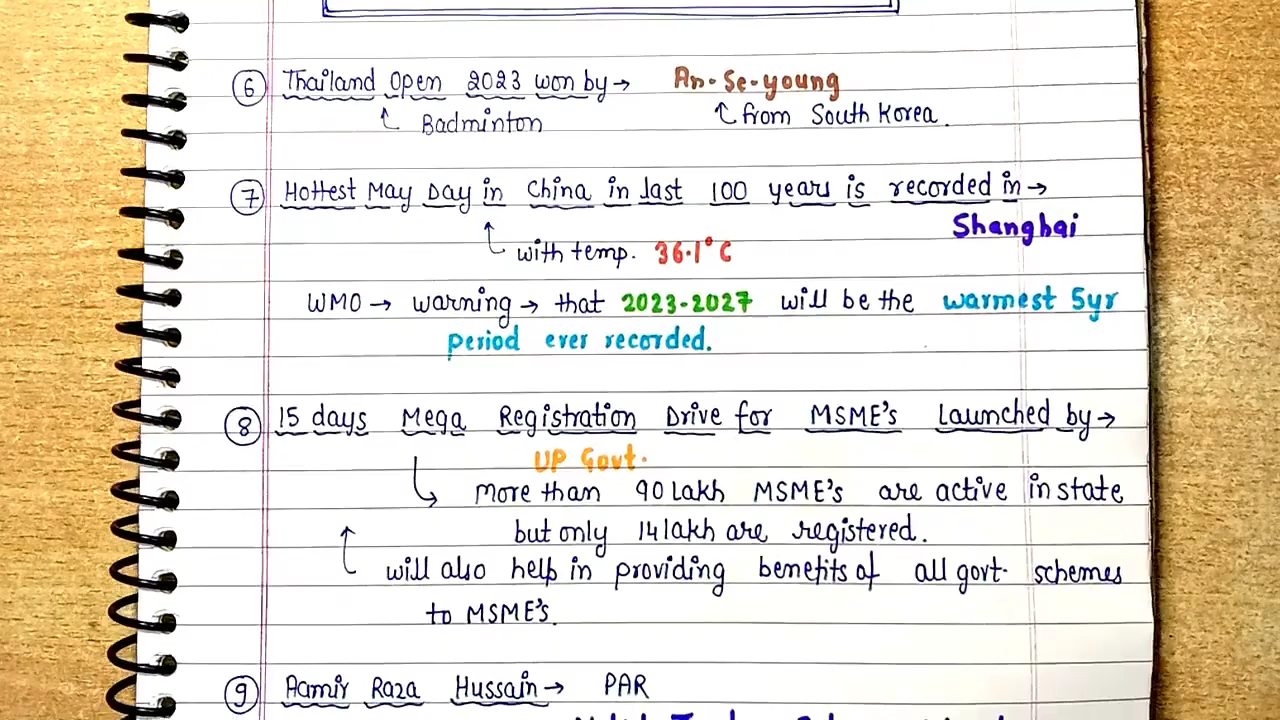 ⑥ Thailand Open 2023 won by → An-Se-young
Badminton ↑ from South Korea.
⑦ Hottest May Day in China in last 100 years is recorded in →
Shanghai
with temp. 36.1°C
WMO → warning → that 2023-2027 will be the warmest 5yr
period ever recorded.
⑧ 15 days Mega Registration Drive for MSME's Launched by →
UP Govt.
more than 90 lakh MSME's are active in state
but only 14 lakh are registered.
will also help in providing benefits of all govt. schemes
to MSME's.
⑨ Aamir Raza Hussain → PAR